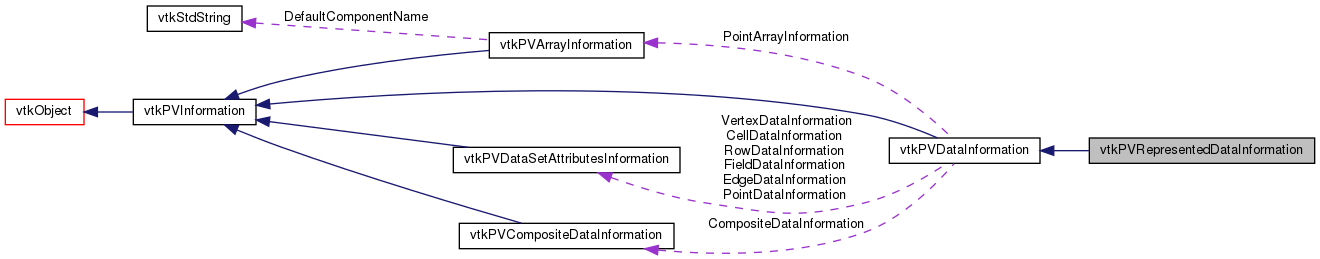 vtkStdString
DefaultComponentName
vtkPVArrayInformation
PointArrayInformation
vtkObject
vtkPVInformation
VertexDataInformation
CellDataInformation
RowDataInformation
FieldDataInformation
EdgeDataInformation
PointDataInformation
vtkPVDataSetAttributesInformation
vtkPVDataInformation
vtkPVRepresentedDataInformation
vtkPVCompositeDataInformation
CompositeDataInformation